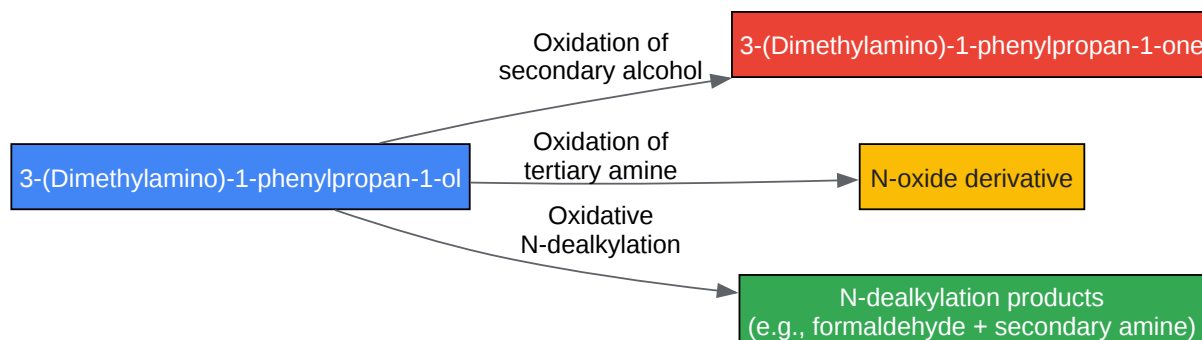 Oxidation of
secondary alcohol
3-(Dimethylamino)-1-phenylpropan-1-one
3-(Dimethylamino)-1-phenylpropan-1-ol
Oxidation of
tertiary amine
N-oxide derivative
Oxidative
N-dealkylation
N-dealkylation products
(e.g., formaldehyde + secondary amine)